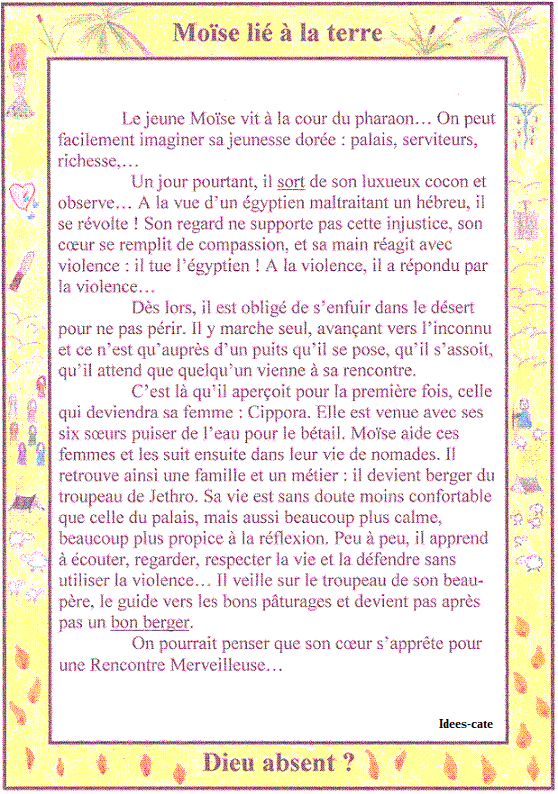 Moïse lié à la terre
Le jeune Moïse vit à la cour du pharaon… On peut
facilement imaginer sa jeunesse dorée : palais, serviteurs,
richesse,…
Un jour pourtant, il sort de son luxueux cocon et
observe… A la vue d’un égyptien maltraitant un hébreu, il
se révolte ! Son regard ne supporte pas cette injustice, son
cœur se remplit de compassion, et sa main réagit avec
violence : il tue l’égyptien ! A la violence, il a répondu par
la violence…
Dès lors, il est obligé de s’enfuir dans le désert
pour ne pas périr. Il y marche seul, avançant vers l’inconnu
et ce n’est qu’auprès d’un puits qu’il se pose, qu’il s’assoit,
qu’il attend que quelqu’un vienne à sa rencontre.
C’est là qu’il aperçoit pour la première fois, celle
qui deviendra sa femme : Cippora. Elle est venue avec ses
six sœurs puiser de l’eau pour le bétail. Moïse aide ces
femmes et les suit ensuite dans leur vie de nomades. Il
retrouve ainsi une famille et un métier : il devient berger du
troupeau de Jethro. Sa vie est sans doute moins confortable
que celle du palais, mais aussi beaucoup plus calme,
beaucoup plus propice à la réflexion. Peu à peu, il apprend
à écouter, regarder, respecter la vie et la défendre sans
utiliser la violence… Il veille sur le troupeau de son beau-
père, le guide vers les bons pâturages et devient pas après
pas un bon berger.
On pourrait penser que son cœur s’apprête pour
une Rencontre Merveilleuse…
Idees-cate
Dieu absent ?